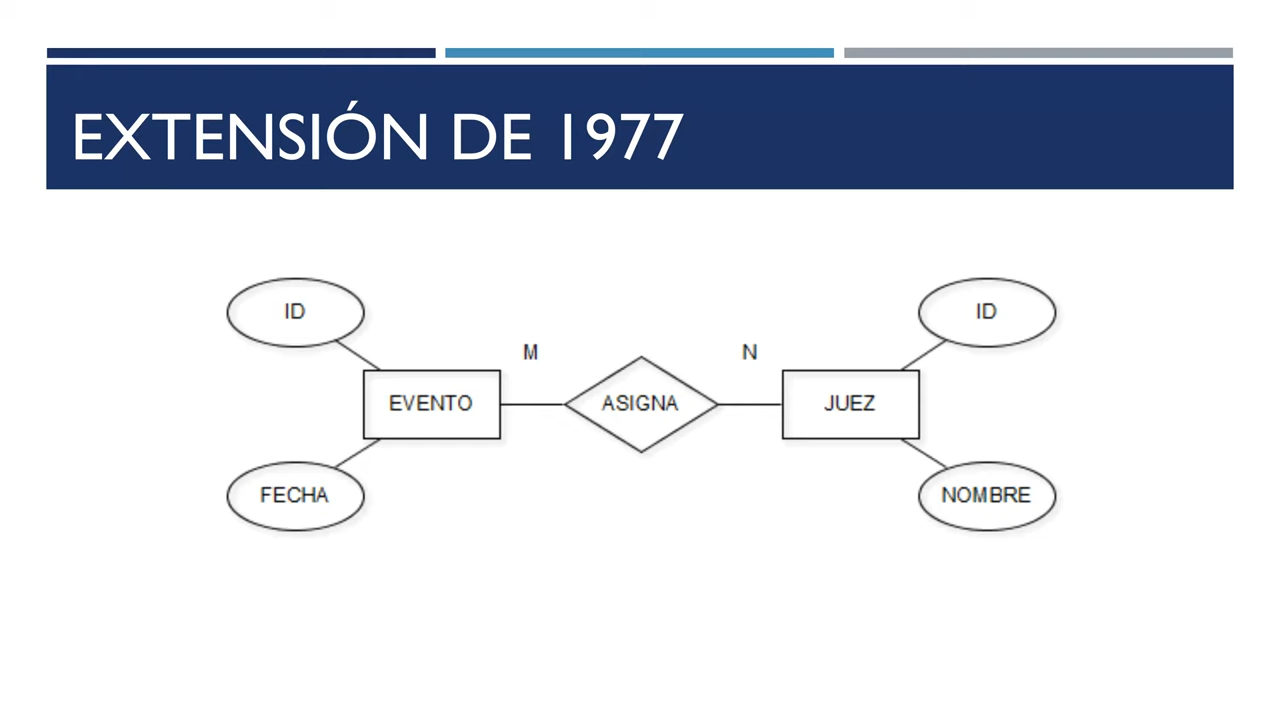 EXTENSIÓN DE 1977
ID
ID
M
N
EVENTO
ASIGNA
JUEZ
FECHA
NOMBRE